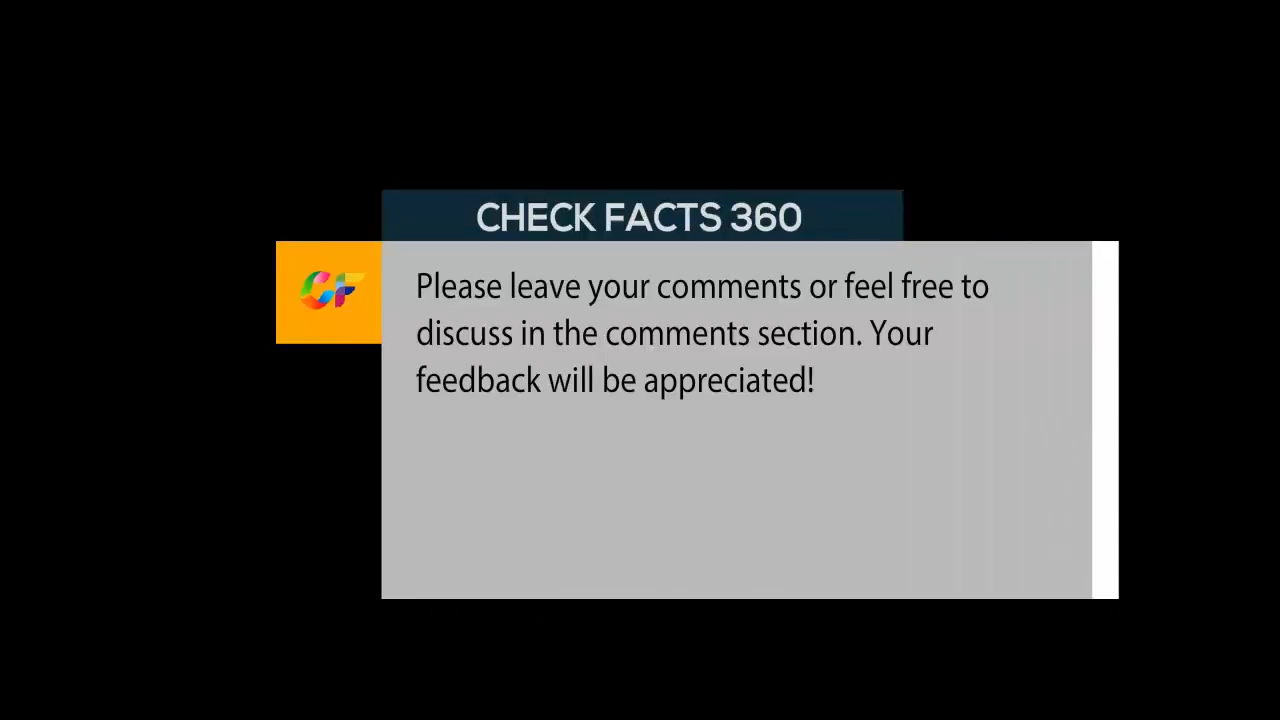 CHECK FACTS 360
CF
Please leave your comments or feel free to
discuss in the comments section. Your
feedback will be appreciated!